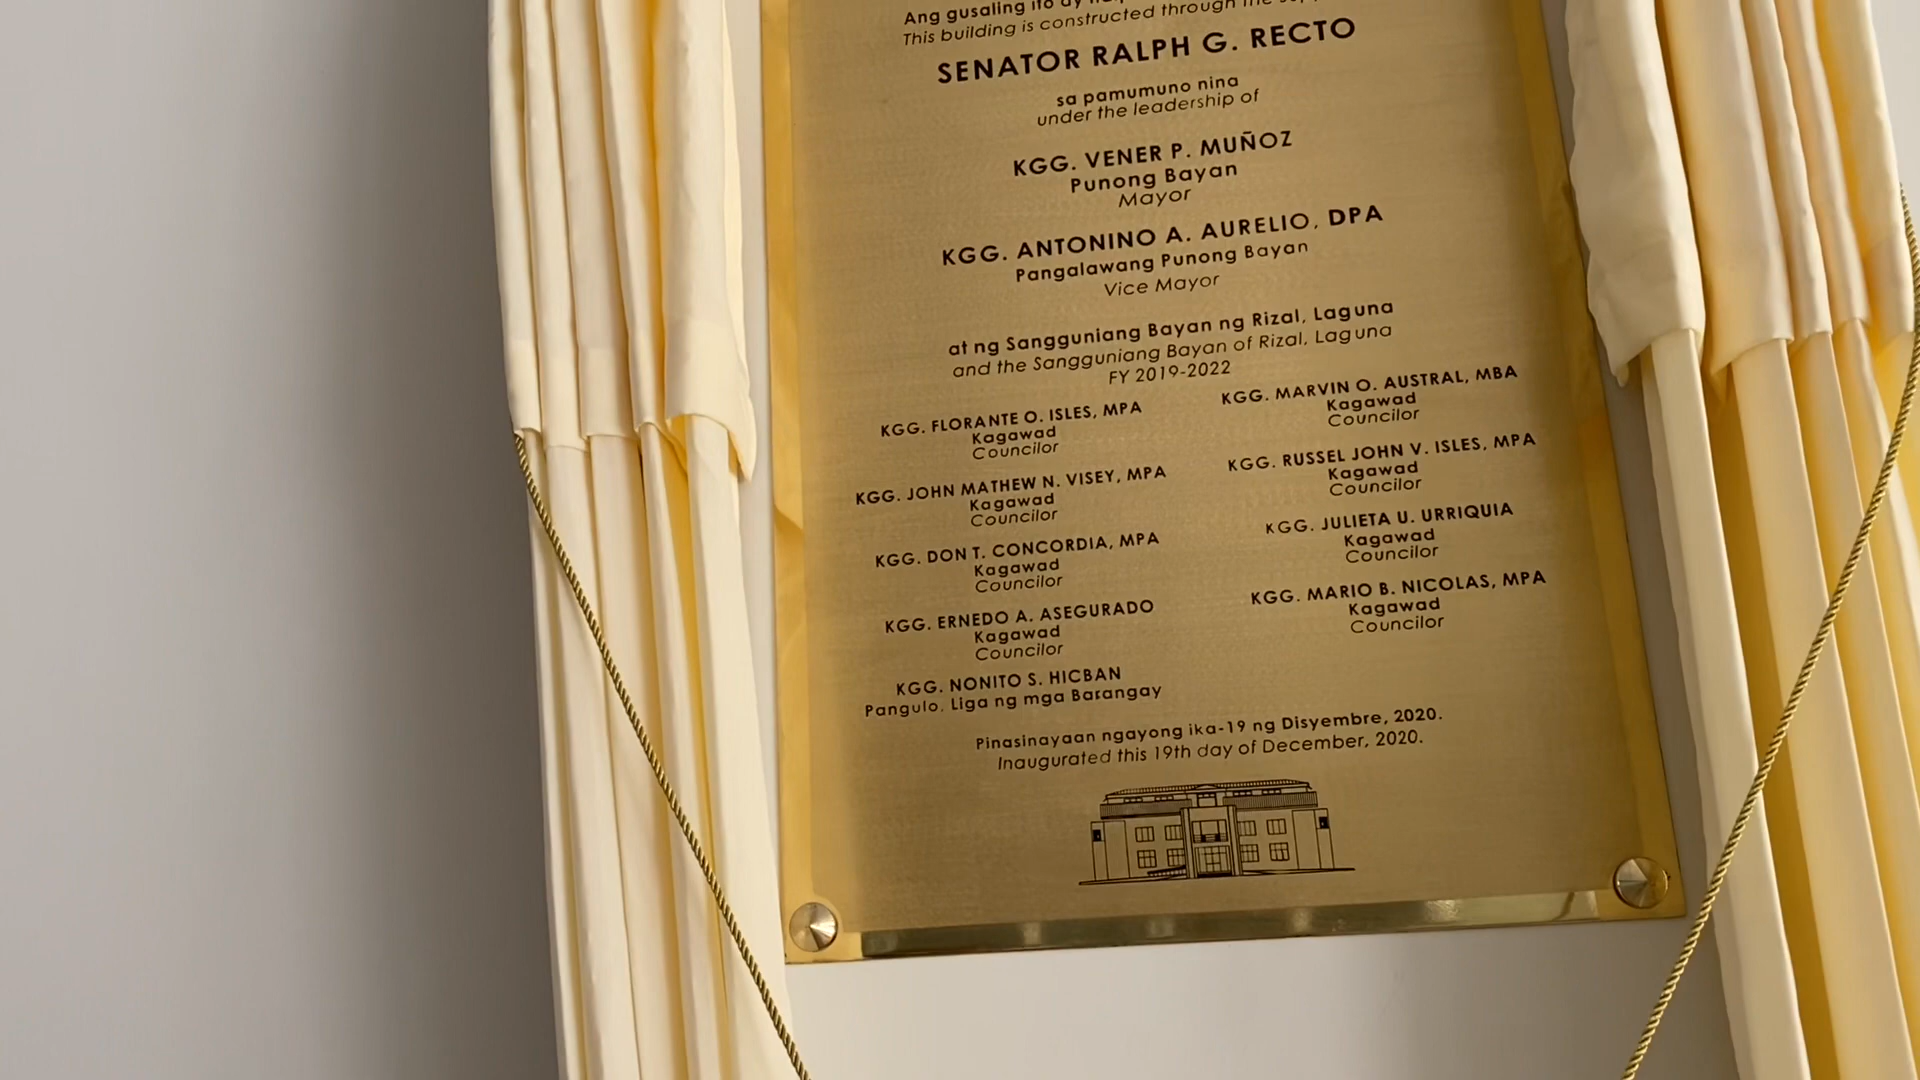 Ang gusaling ito ay
This building is constructed through the
SENATOR RALPH G. RECTO
sa pamumuno nina
under the leadership of
KGG. VENER P. MUÑOZ
Punong Bayan
Mayor
KGG. ANTONINO A. AURELIO, DPA
Pangalawang Punong Bayan
Vice Mayor
at ng Sangguniang Bayan ng Rizal, Laguna
and the Sangguniang Bayan of Rizal, Laguna
FY 2019-2022
KGG. FLORANTE O. ISLES, MPA
Kagawad
Councilor
KGG. MARVIN O. AUSTRAL, MBA
Kagawad
Councilor
KGG. JOHN MATHEW N. VISEY, MPA
Kagawad
Councilor
KGG. RUSSEL JOHN V. ISLES, MPA
Kagawad
Councilor
KGG. DON T. CONCORDIA, MPA
Kagawad
Councilor
KGG. JULIETA U. URRIQUIA
Kagawad
Councilor
KGG. ERNEDO A. ASEGURADO
Kagawad
Councilor
KGG. MARIO B. NICOLAS, MPA
Kagawad
Councilor
KGG. NONITO S. HICBAN
Pangulo, Liga ng mga Barangay
Pinasinayaan ngayong ika-19 ng Disyembre, 2020.
Inaugurated this 19th day of December, 2020.